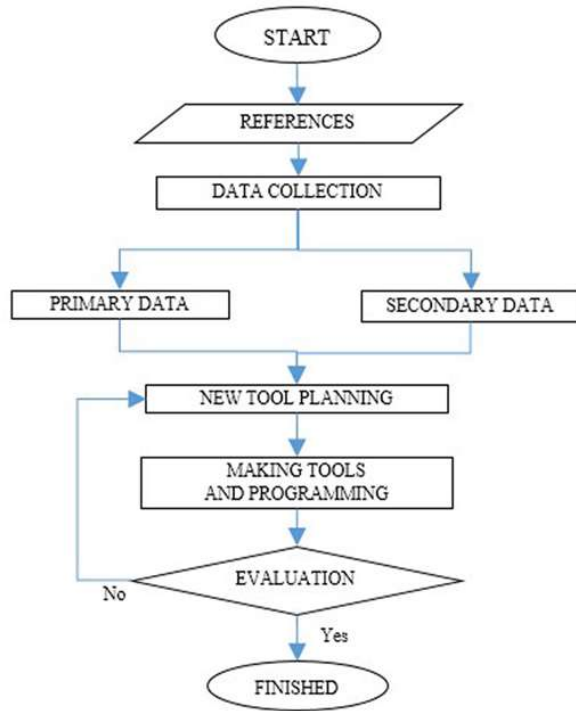 START
REFERENCES
DATA COLLECTION
PRIMARY DATA
SECONDARY DATA
NEW TOOL PLANNING
MAKING TOOLS
AND PROGRAMMING
EVALUATION
No
Yes
FINISHED